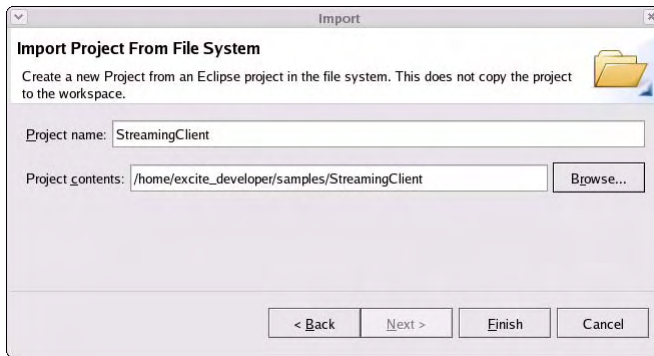 Import
Import Project From File System
Create a new Project from an Eclipse project in the file system. This does not copy the project
to the workspace.
Project name: StreamingClient
Project contents: /home/excite_developer/samples/StreamingClient Browse...
< Back Next > Finish Cancel